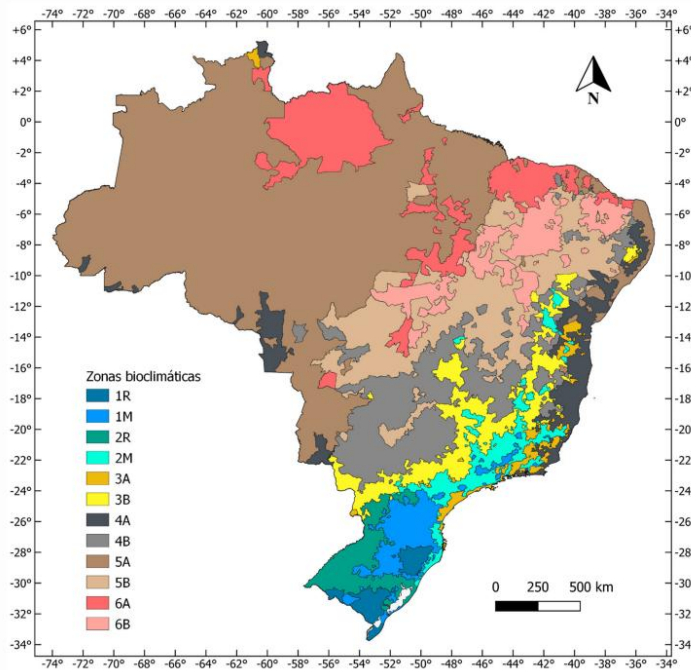 -74° -72° -70° -68° -66° -64° -62° -60° -58° -56° -54° -52° -50° -48° -46° -44° -42° -40° -38° -36° -34°
+6° +6°
+4° +4°
+2° +2°
0° 0°
-2° -2°
-4° -4°
-6° -6°
-8° -8°
-10° -10°
-12° -12°
-14° -14°
-16° -16°
-18° -18°
-20° -20°
-22° -22°
-24° -24°
-26° -26°
-28° -28°
-30° -30°
-32° -32°
-34° -34°
-74° -72° -70° -68° -66° -64° -62° -60° -58° -56° -54° -52° -50° -48° -46° -44° -42° -40° -38° -36° -34°
N
Zonas bioclimáticas
1R
1M
2R
2M
3A
3B
4A
4B
5A
5B
6A
6B
0 250 500 km